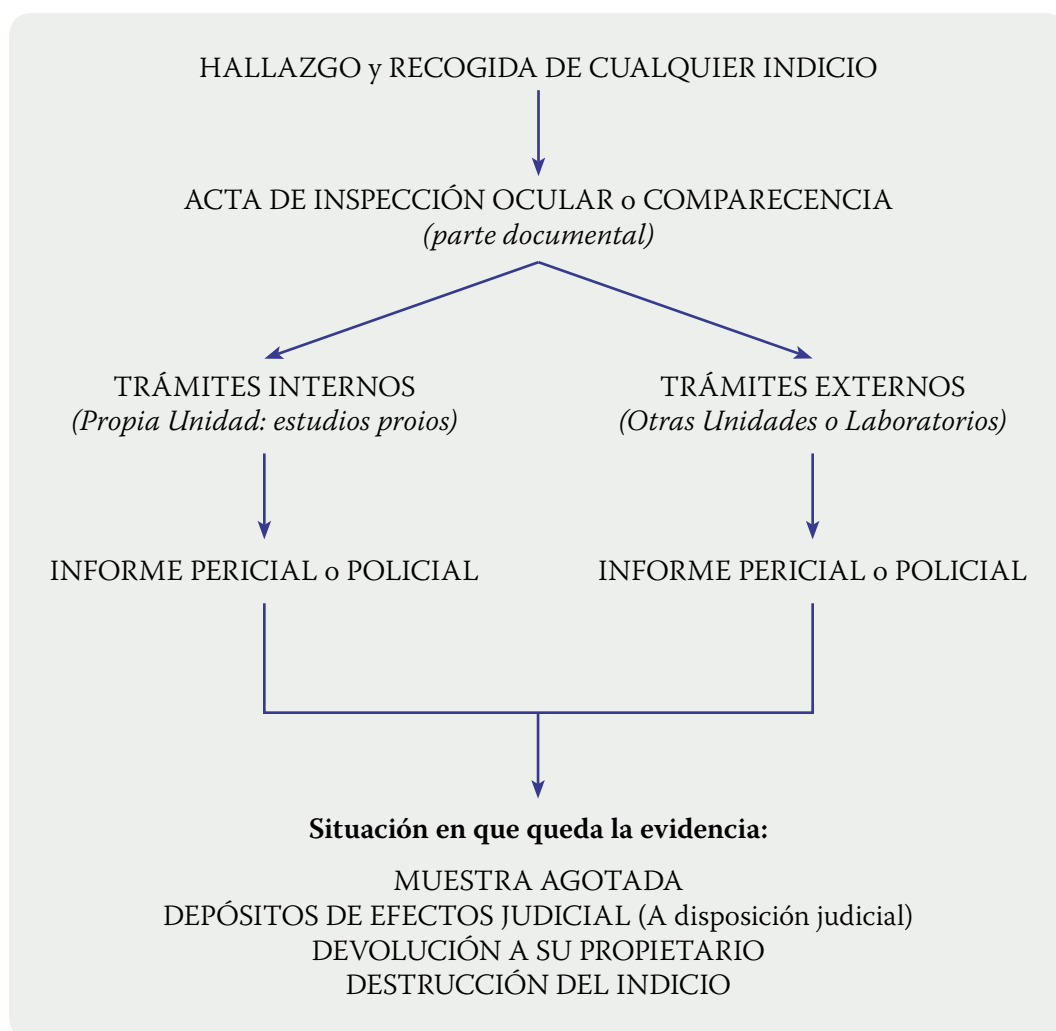 HALLAZGO y RECOGIDA DE CUALQUIER INDICIO
ACTA DE INSPECCIÓN OCULAR o COMPARECENCIA
(parte documental)
TRÁMITES INTERNOS
(Propia Unidad: estudios proios)
TRÁMITES EXTERNOS
(Otras Unidades o Laboratorios)
INFORME PERICIAL o POLICIAL
INFORME PERICIAL o POLICIAL
Situación en que queda la evidencia:
MUESTRA AGOTADA
DEPÓSITOS DE EFECTOS JUDICIAL (A disposición judicial)
DEVOLUCIÓN A SU PROPIETARIO
DESTRUCCIÓN DEL INDICIO